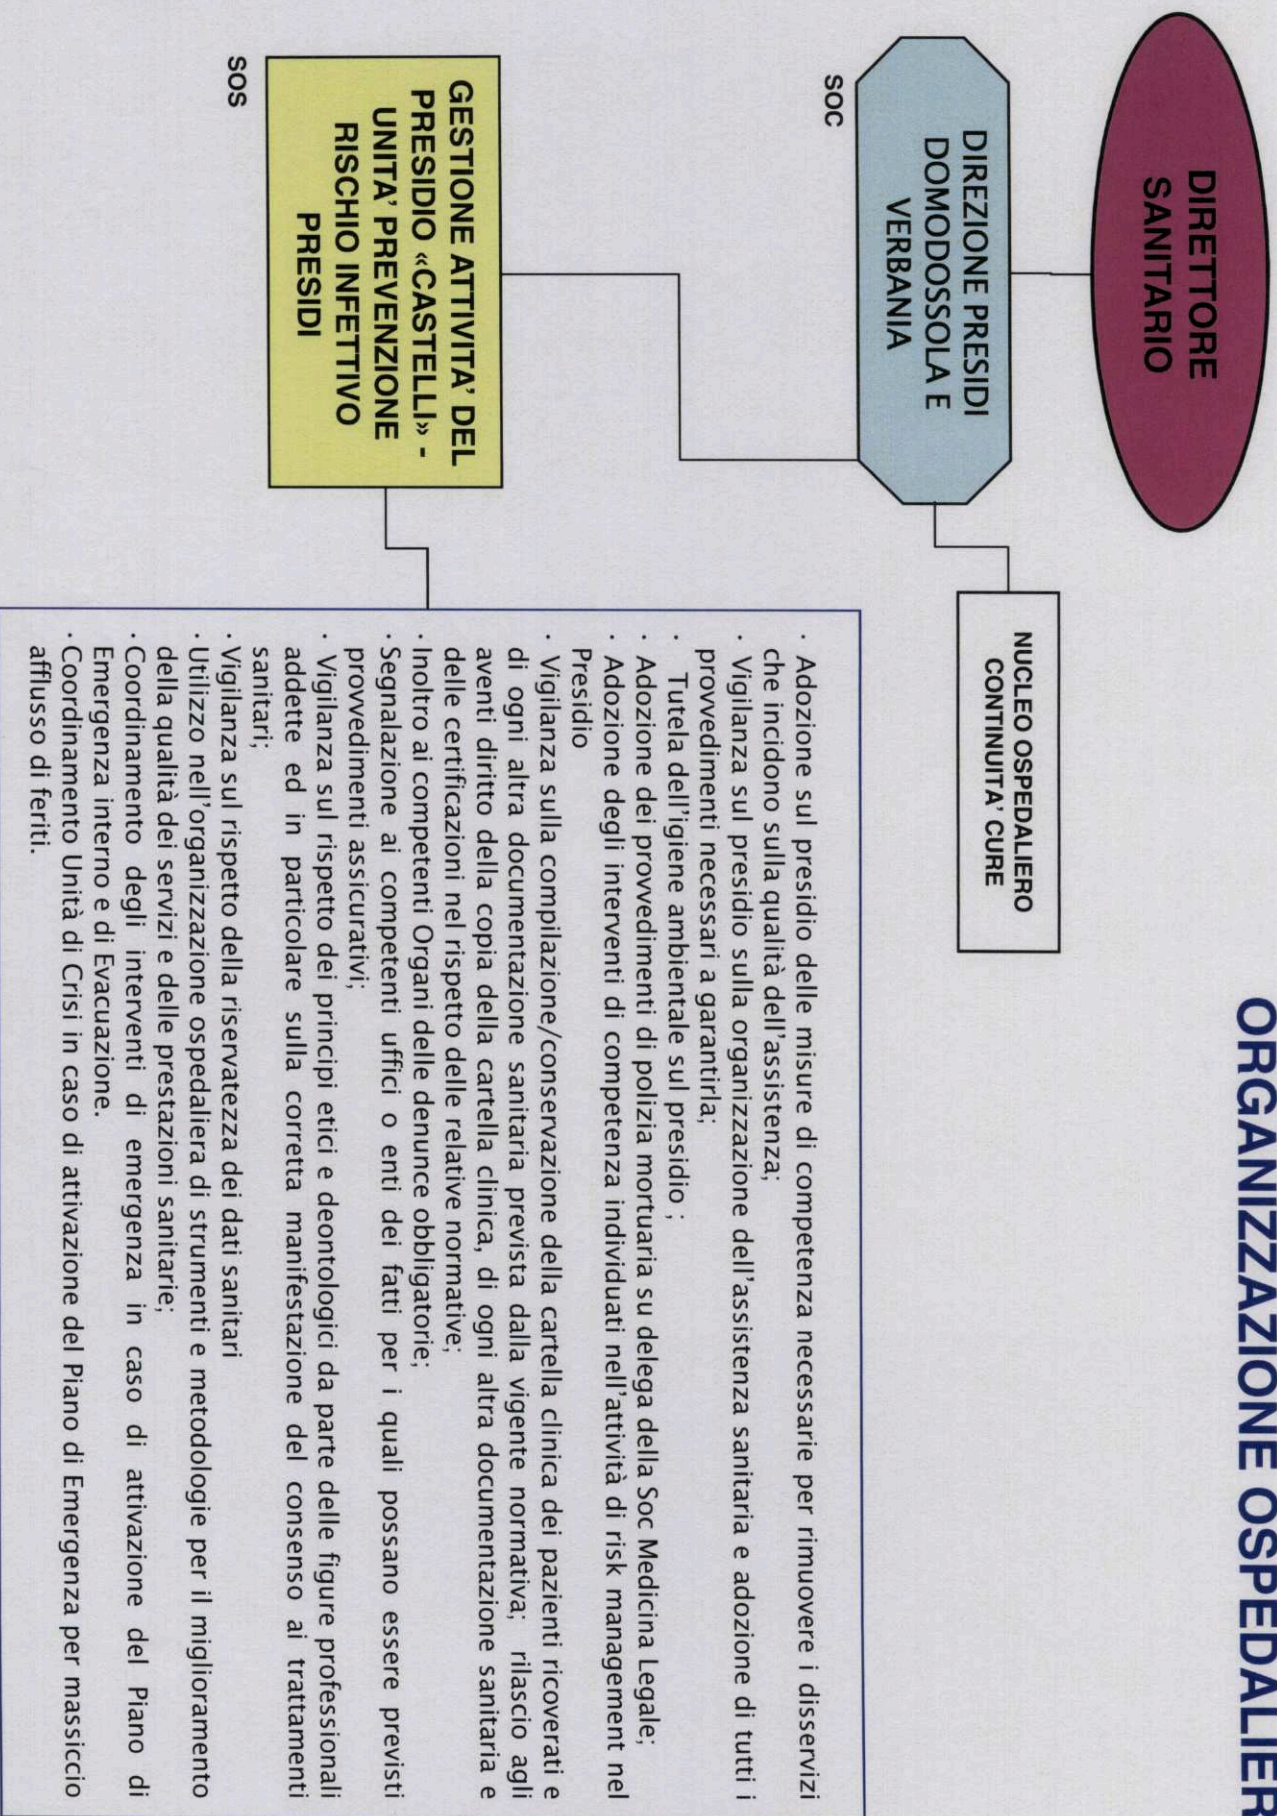 ORGANIZZAZIONE OSPEDALIER
DIRETTORE
SANITARIO
DIREZIONE PRESIDI
DOMODOSSOLA E
VERBANIA
SOC
NUCLEO OSPEDALIERO
CONTINUITA' CURE
GESTIONE ATTIVITA' DEL
PRESIDIO «CASTELLI» -
UNITA' PREVENZIONE
RISCHIO INFETTIVO
PRESIDI
SOS
· Adozione sul presidio delle misure di competenza necessarie per rimuovere i disservizi
che incidono sulla qualità dell'assistenza;
· Vigilanza sul presidio sulla organizzazione dell'assistenza sanitaria e adozione di tutti i
provvedimenti necessari a garantirla;
· Tutela dell'igiene ambientale sul presidio ;
· Adozione dei provvedimenti di polizia mortuaria su delega della Soc Medicina Legale;
· Adozione degli interventi di competenza individuati nell'attività di risk management nel
Presidio
· Vigilanza sulla compilazione/conservazione della cartella clinica dei pazienti ricoverati e
di ogni altra documentazione sanitaria prevista dalla vigente normativa; rilascio agli
aventi diritto della copia della cartella clinica, di ogni altra documentazione sanitaria e
delle certificazioni nel rispetto delle relative normative;
· Inoltro ai competenti Organi delle denunce obbligatorie;
· Segnalazione ai competenti uffici o enti dei fatti per i quali possano essere previsti
provvedimenti assicurativi;
· Vigilanza sul rispetto dei principi etici e deontologici da parte delle figure professionali
addette ed in particolare sulla corretta manifestazione del consenso ai trattamenti
sanitari;
· Vigilanza sul rispetto della riservatezza dei dati sanitari
· Utilizzo nell'organizzazione ospedaliera di strumenti e metodologie per il miglioramento
della qualità dei servizi e delle prestazioni sanitarie;
· Coordinamento degli interventi di emergenza in caso di attivazione del Piano di
Emergenza interno e di Evacuazione.
· Coordinamento Unità di Crisi in caso di attivazione del Piano di Emergenza per massiccio
afflusso di feriti.